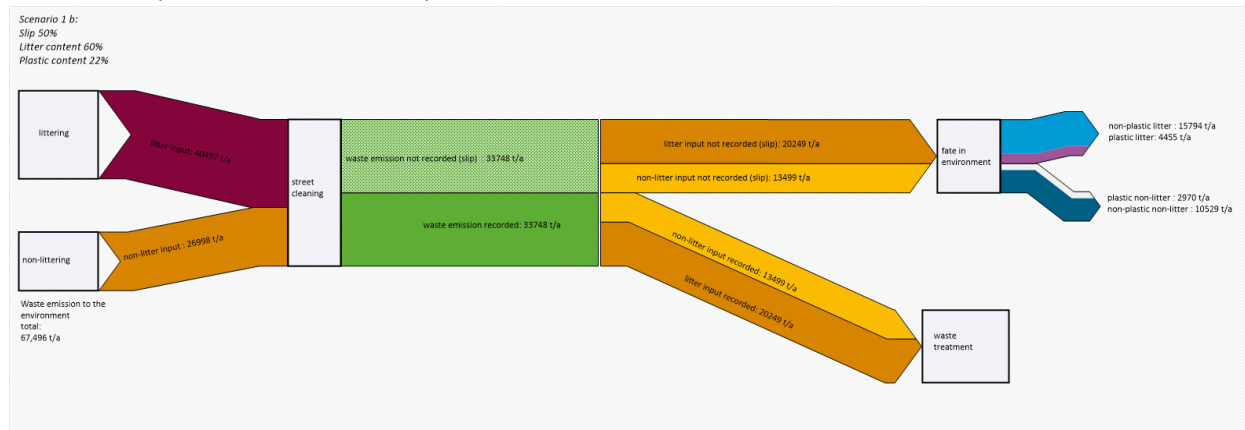 Scenario 1 b:
Slip 50%
Litter content 60%
Plastic content 22%
littering
litter input: 40497 t/a
non-littering
non-litter input : 26998 t/a
Waste emission to the
environment
total:
67,496 t/a
street
cleaning
waste emission not recorded (slip) : 33748 t/a
waste emission recorded: 33748 t/a
litter input not recorded (slip): 20249 t/a
non-litter input not recorded (slip): 13499 t/a
non-litter input recorded: 13499 t/a
litter input recorded: 20249 t/a
fate in
environment
waste
treatment
non-plastic litter : 15794 t/a
plastic litter: 4455 t/a
plastic non-litter : 2970 t/a
non-plastic non-litter : 10529 t/a